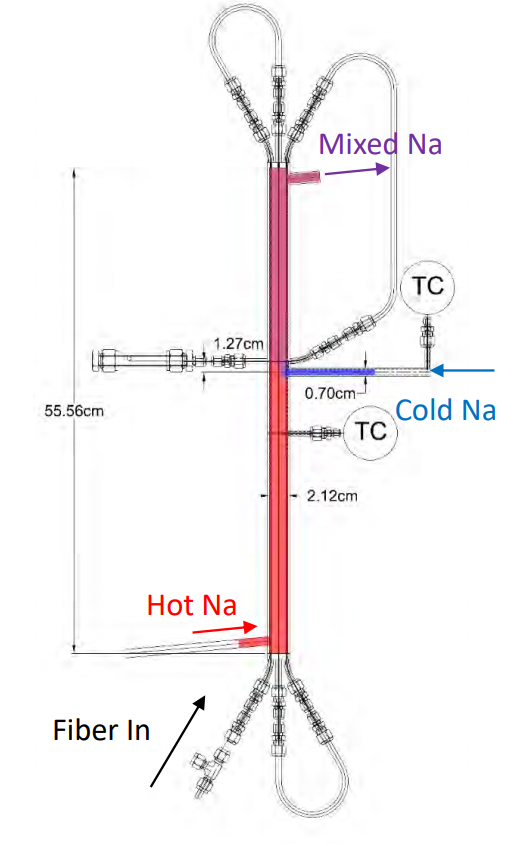 Mixed Na
TC
1.27cm
0.70cm
Cold Na
55.56cm
TC
2.12cm
Hot Na
Fiber In